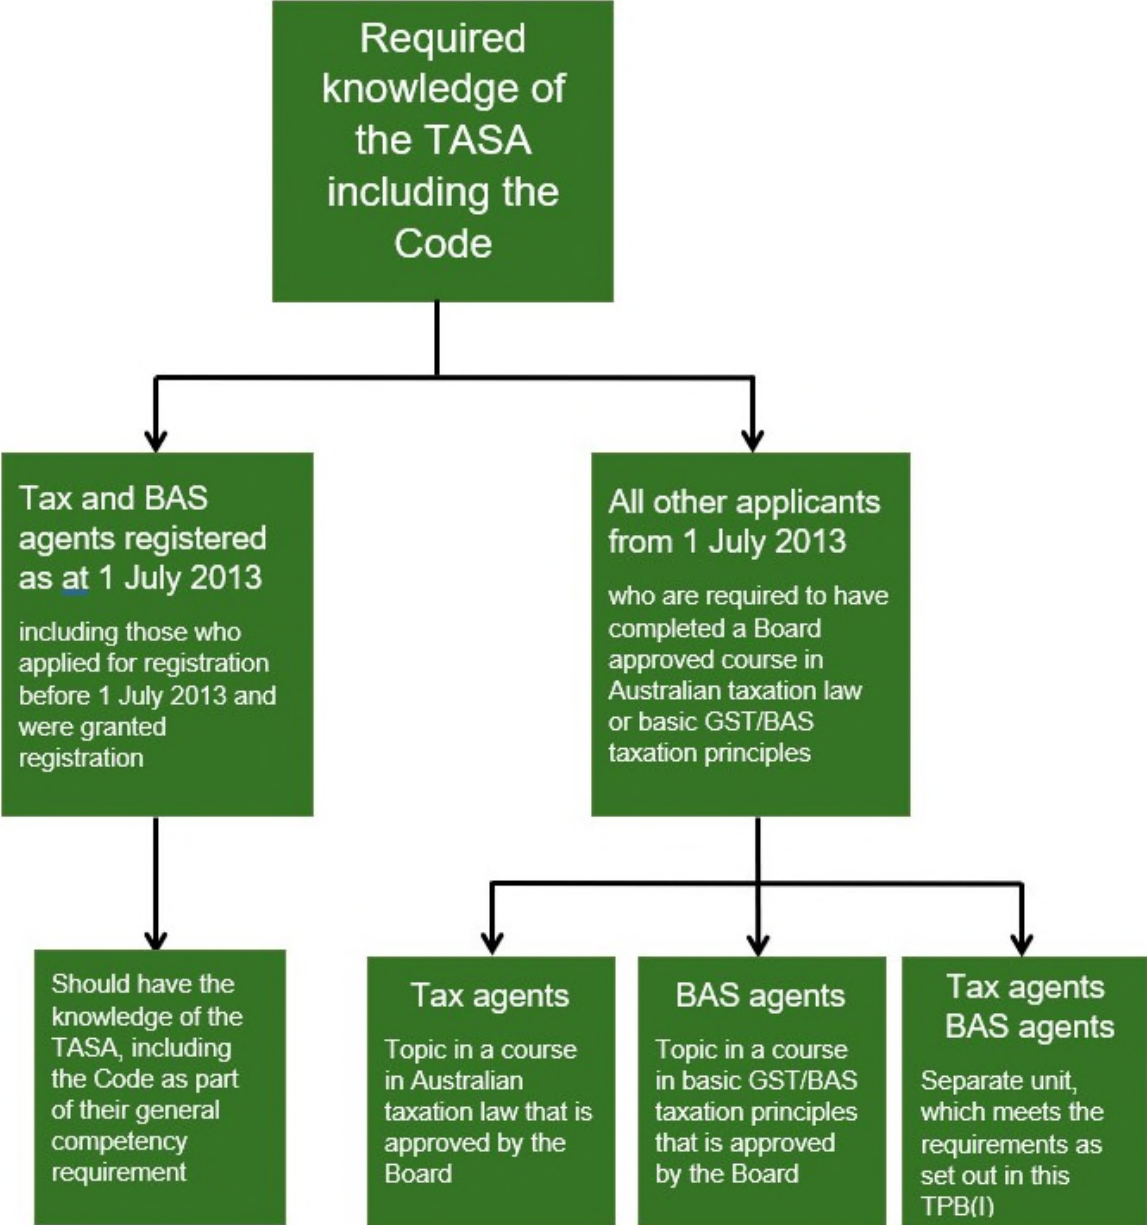 Required
knowledge of
the TASA
including the
Code
Tax and BAS
agents registered
as at 1 July 2013
including those who
applied for registration
before 1 July 2013 and
were granted
registration
All other applicants
from 1 July 2013
who are required to have
completed a Board
approved course in
Australian taxation law
or basic GST/BAS
taxation principles
Should have the
knowledge of the
TASA, including
the Code as part
of their general
competency
requirement
Tax agents
Topic in a course
in Australian
taxation law that is
approved by the
Board
BAS agents
Topic in a course
in basic GST/BAS
taxation principles
that is approved
by the Board
Tax agents
BAS agents
Separate unit,
which meets the
requirements as
set out in this
TPB(I)